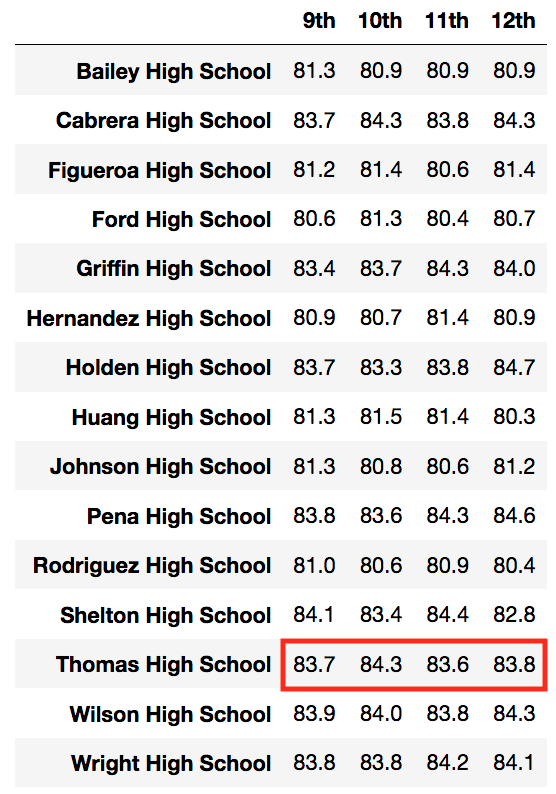 9th 10th 11th 12th
Bailey High School 81.3 80.9 80.9 80.9
Cabrera High School 83.7 84.3 83.8 84.3
Figueroa High School 81.2 81.4 80.6 81.4
Ford High School 80.6 81.3 80.4 80.7
Griffin High School 83.4 83.7 84.3 84.0
Hernandez High School 80.9 80.7 81.4 80.9
Holden High School 83.7 83.3 83.8 84.7
Huang High School 81.3 81.5 81.4 80.3
Johnson High School 81.3 80.8 80.6 81.2
Pena High School 83.8 83.6 84.3 84.6
Rodriguez High School 81.0 80.6 80.9 80.4
Shelton High School 84.1 83.4 84.4 82.8
Thomas High School 83.7 84.3 83.6 83.8
Wilson High School 83.9 84.0 83.8 84.3
Wright High School 83.8 83.8 84.2 84.1